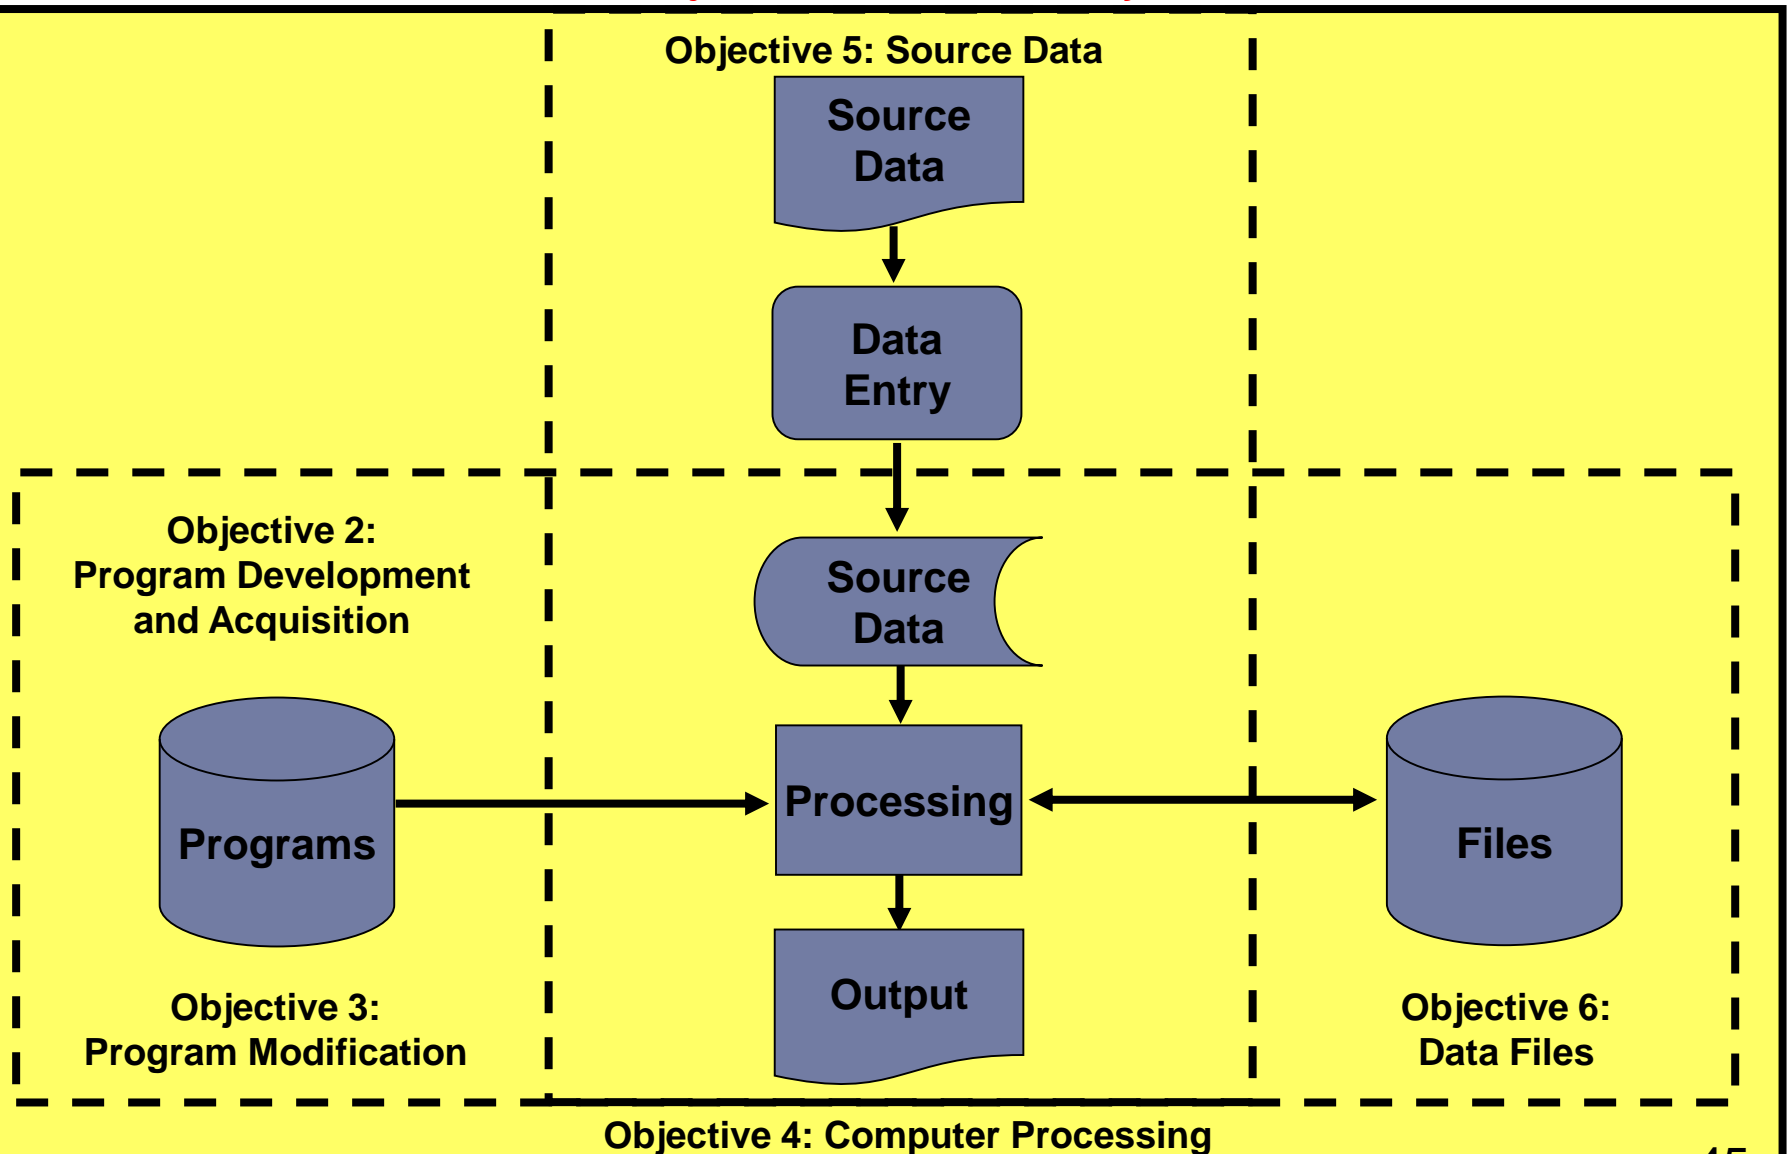 Objective 5: Source Data
Source
Data
Data
Entry
Objective 2:
Program Development
and Acquisition
Source
Data
Programs
Processing
Files
Objective 3:
Program Modification
Output
Objective 6:
Data Files
Objective 4: Computer Processing